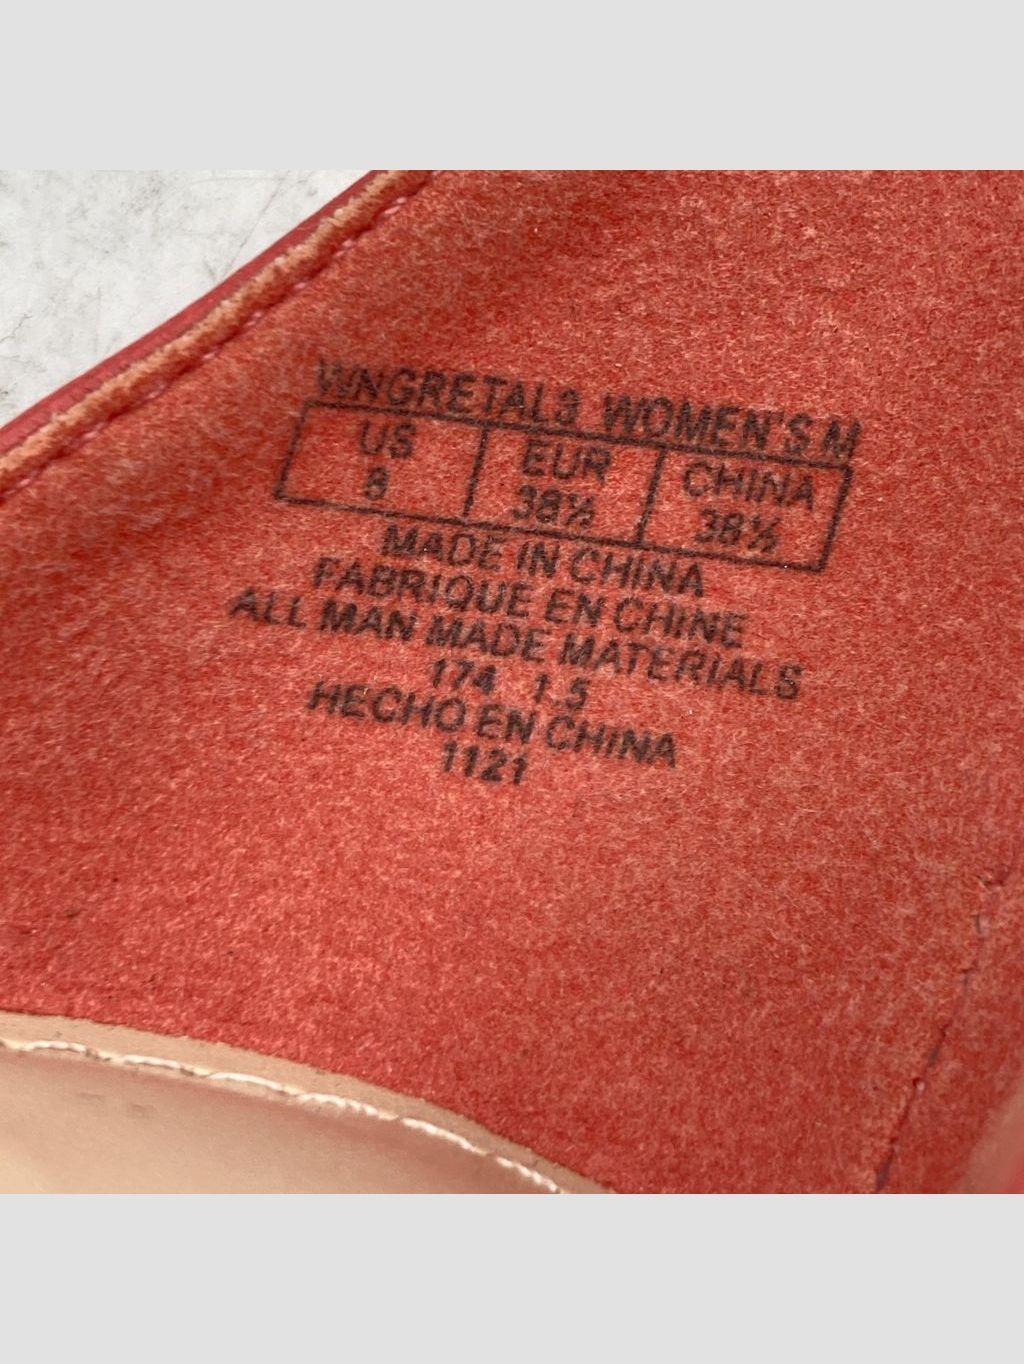 WNGRETAL3 WOMEN'S M
US EUR CHINA
8 38½ 38½
MADE IN CHINA
FABRIQUE EN CHINE
ALL MAN MADE MATERIALS
174 1 5
HECHO EN CHINA
1121